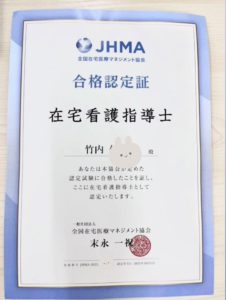 JHMA
全国在宅医療マネジメント協会
合格認定証
在宅看護指導士
竹内 殿
あなたは本協会が定めた
認定試験に合格したことを証し、
ここに在宅看護指導士として
認定いたします。
一般社団法人
全国在宅医療マネジメント協会
末永 一祝